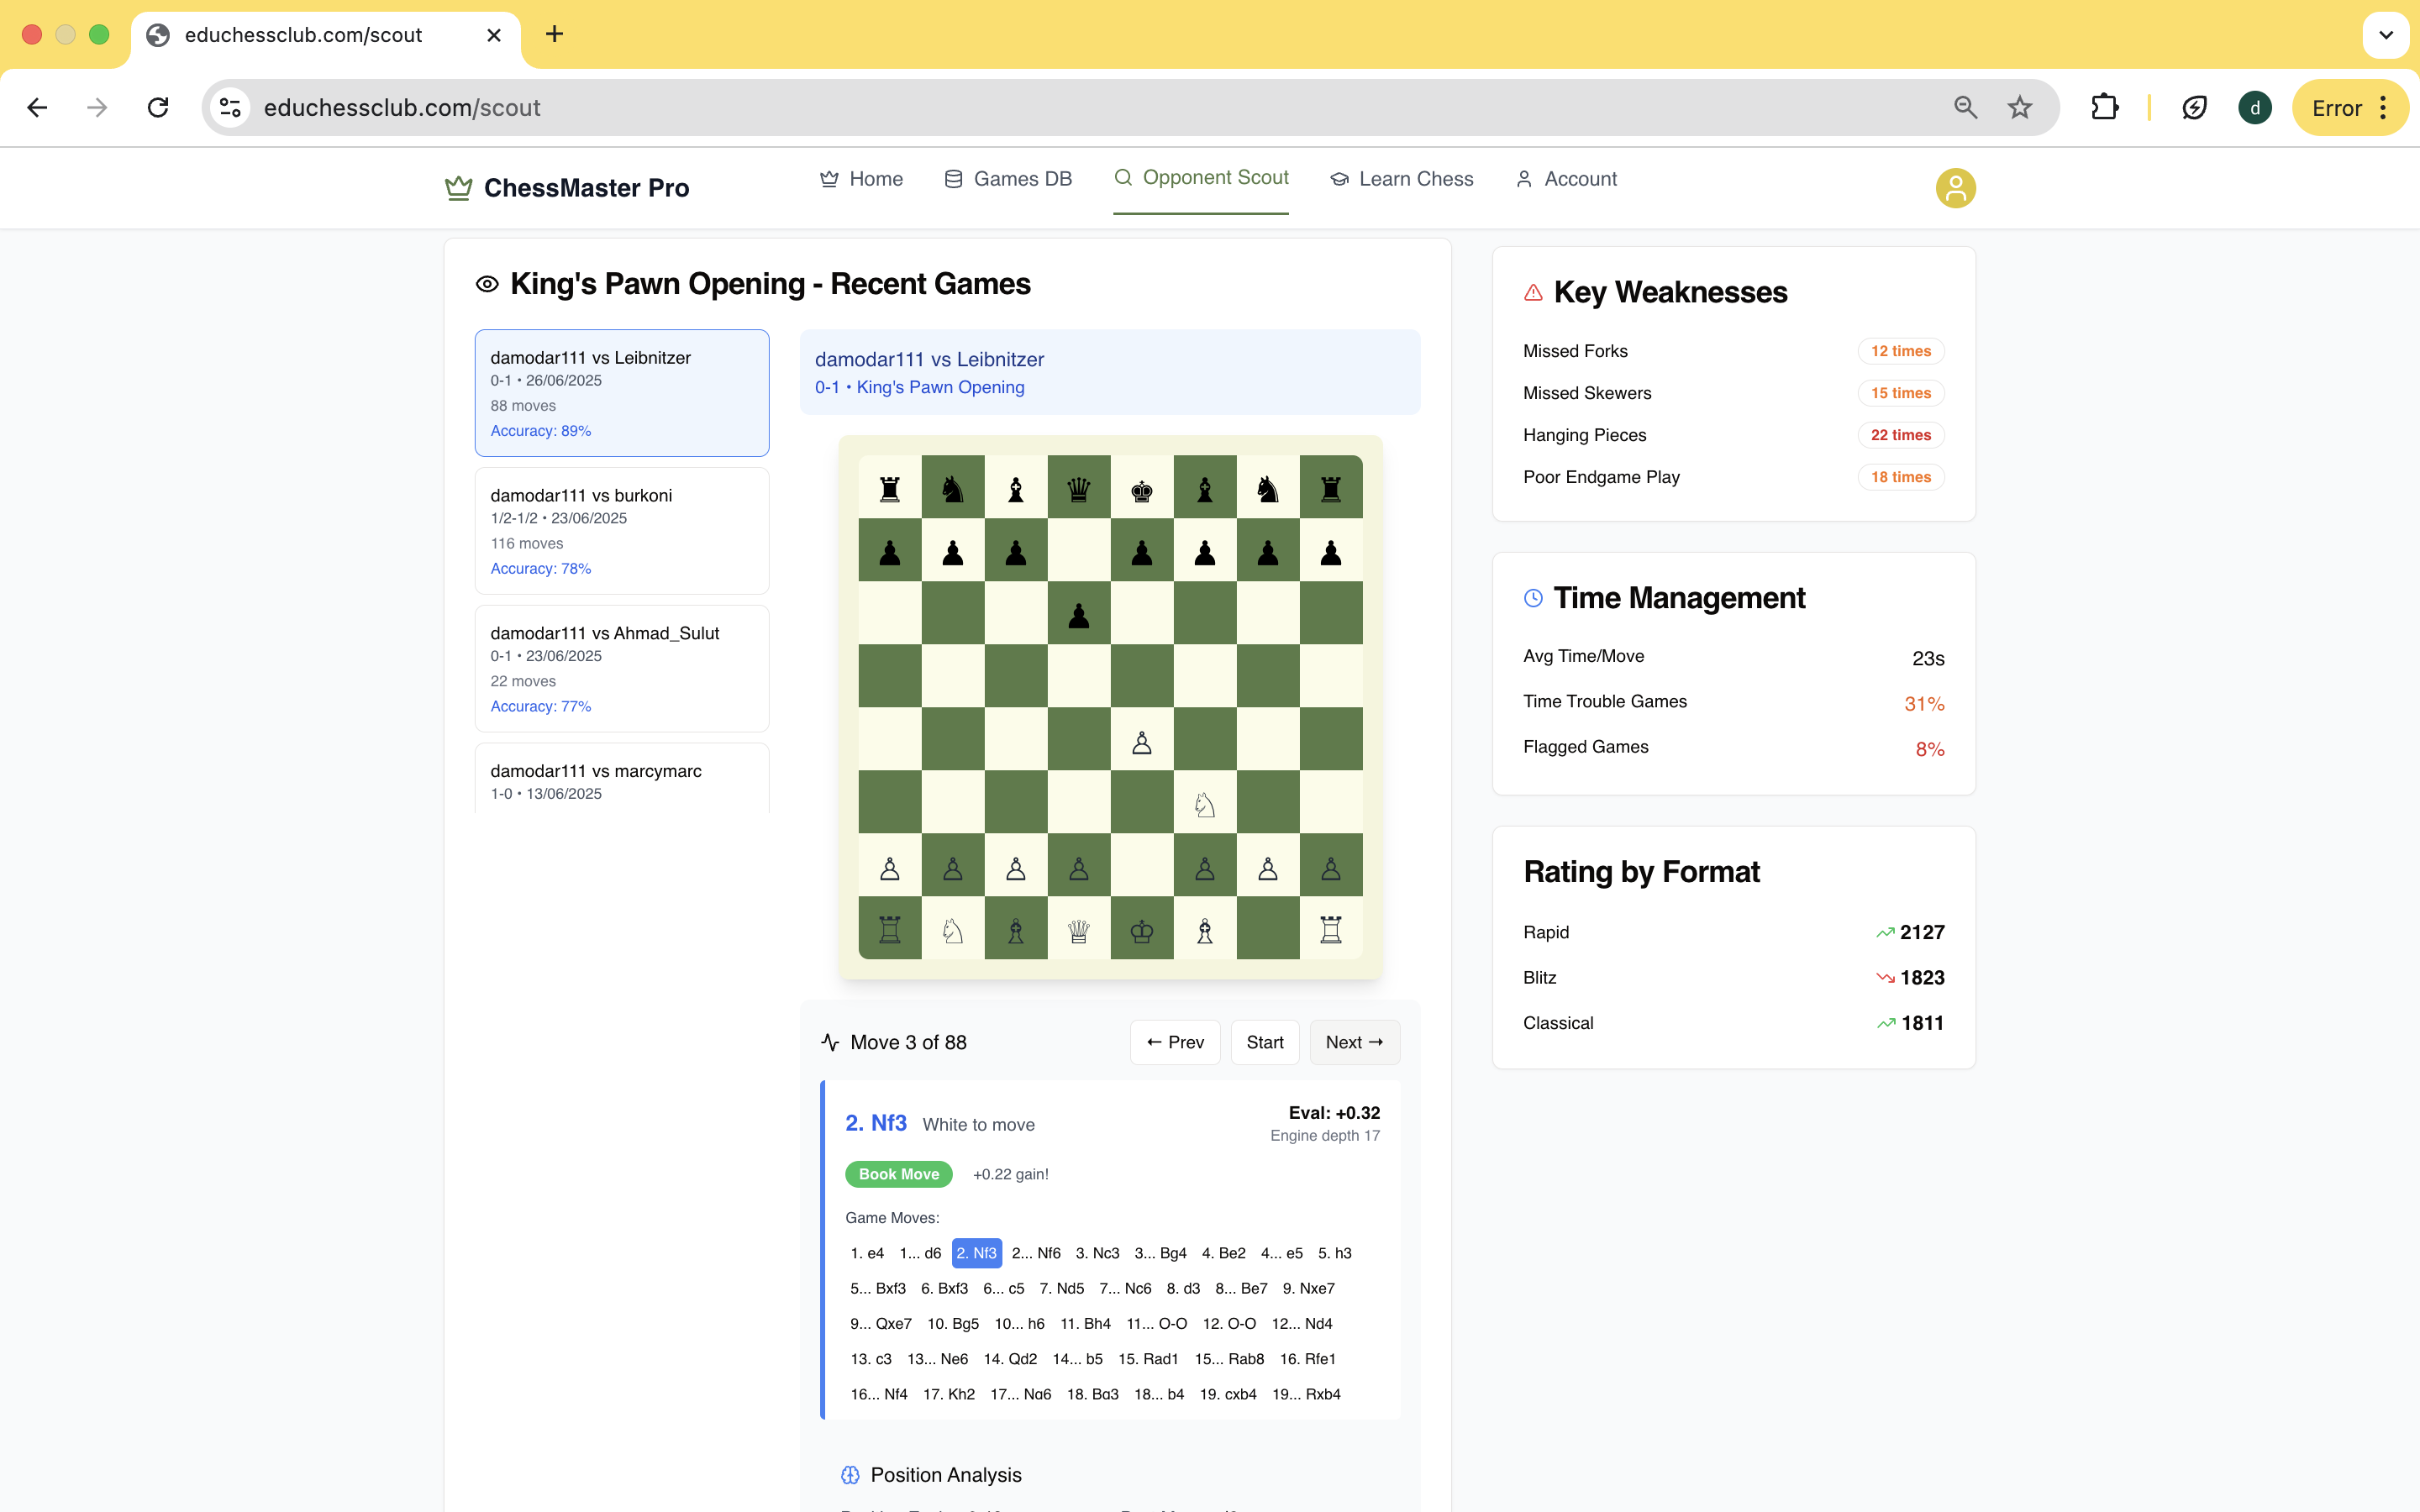 educhessclub.com/scout
educhessclub.com/scout
d
Error
ChessMaster Pro
Home
Games DB
Opponent Scout
Learn Chess
Account
King's Pawn Opening - Recent Games
damodar111 vs Leibnitzer
0-1 • 26/06/2025
88 moves
Accuracy: 89%
damodar111 vs burkoni
1/2-1/2 • 23/06/2025
116 moves
Accuracy: 78%
damodar111 vs Ahmad_Sulut
0-1 • 23/06/2025
22 moves
Accuracy: 77%
damodar111 vs marcymarc
1-0 • 13/06/2025
damodar111 vs Leibnitzer
0-1 • King's Pawn Opening
Move 3 of 88
← Prev
Start
Next →
2. Nf3 White to move
Eval: +0.32
Engine depth 17
Book Move
+0.22 gain!
Game Moves:
1. e4 1... d6 2. Nf3 2... Nf6 3. Nc3 3... Bg4 4. Be2 4... e5 5. h3
5... Bxf3 6. Bxf3 6... c5 7. Nd5 7... Nc6 8. d3 8... Be7 9. Nxe7
9... Qxe7 10. Bg5 10... h6 11. Bh4 11... O-O 12. O-O 12... Nd4
13. c3 13... Ne6 14. Qd2 14... b5 15. Rad1 15... Rab8 16. Rfe1
16... Nf4 17. Kh2 17... Ng6 18. Bg3 18... b4 19. cxb4 19... Rxb4
Position Analysis
Key Weaknesses
Missed Forks 12 times
Missed Skewers 15 times
Hanging Pieces 22 times
Poor Endgame Play 18 times
Time Management
Avg Time/Move 23s
Time Trouble Games 31%
Flagged Games 8%
Rating by Format
Rapid 2127
Blitz 1823
Classical 1811